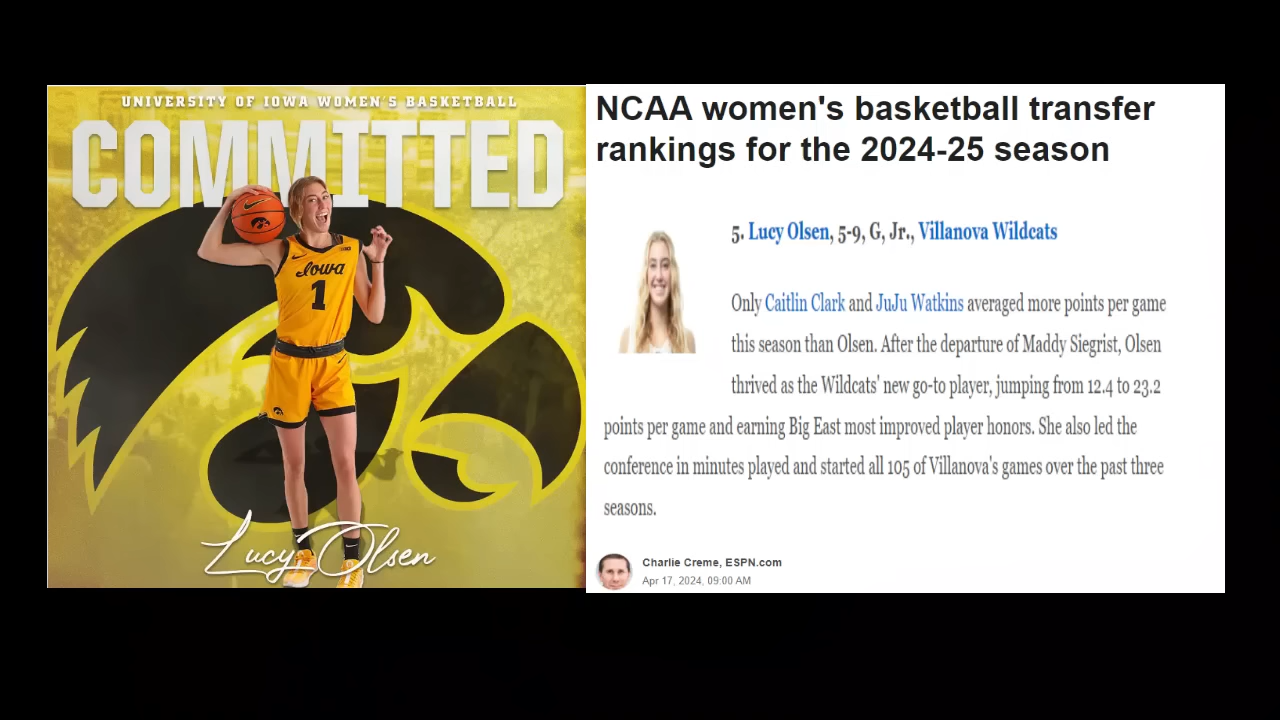 UNIVERSITY OF IOWA WOMEN'S BASKETBALL
COMMITTED
Iowa
1
Lucy Olsen
NCAA women's basketball transfer
rankings for the 2024-25 season
5. Lucy Olsen, 5-9, G, Jr., Villanova Wildcats
Only Caitlin Clark and JuJu Watkins averaged more points per game
this season than Olsen. After the departure of Maddy Siegrist, Olsen
thrived as the Wildcats' new go-to player, jumping from 12.4 to 23.2
points per game and earning Big East most improved player honors. She also led the
conference in minutes played and started all 105 of Villanova's games over the past three
seasons.
Charlie Creme, ESPN.com
Apr 17, 2024, 09:00 AM